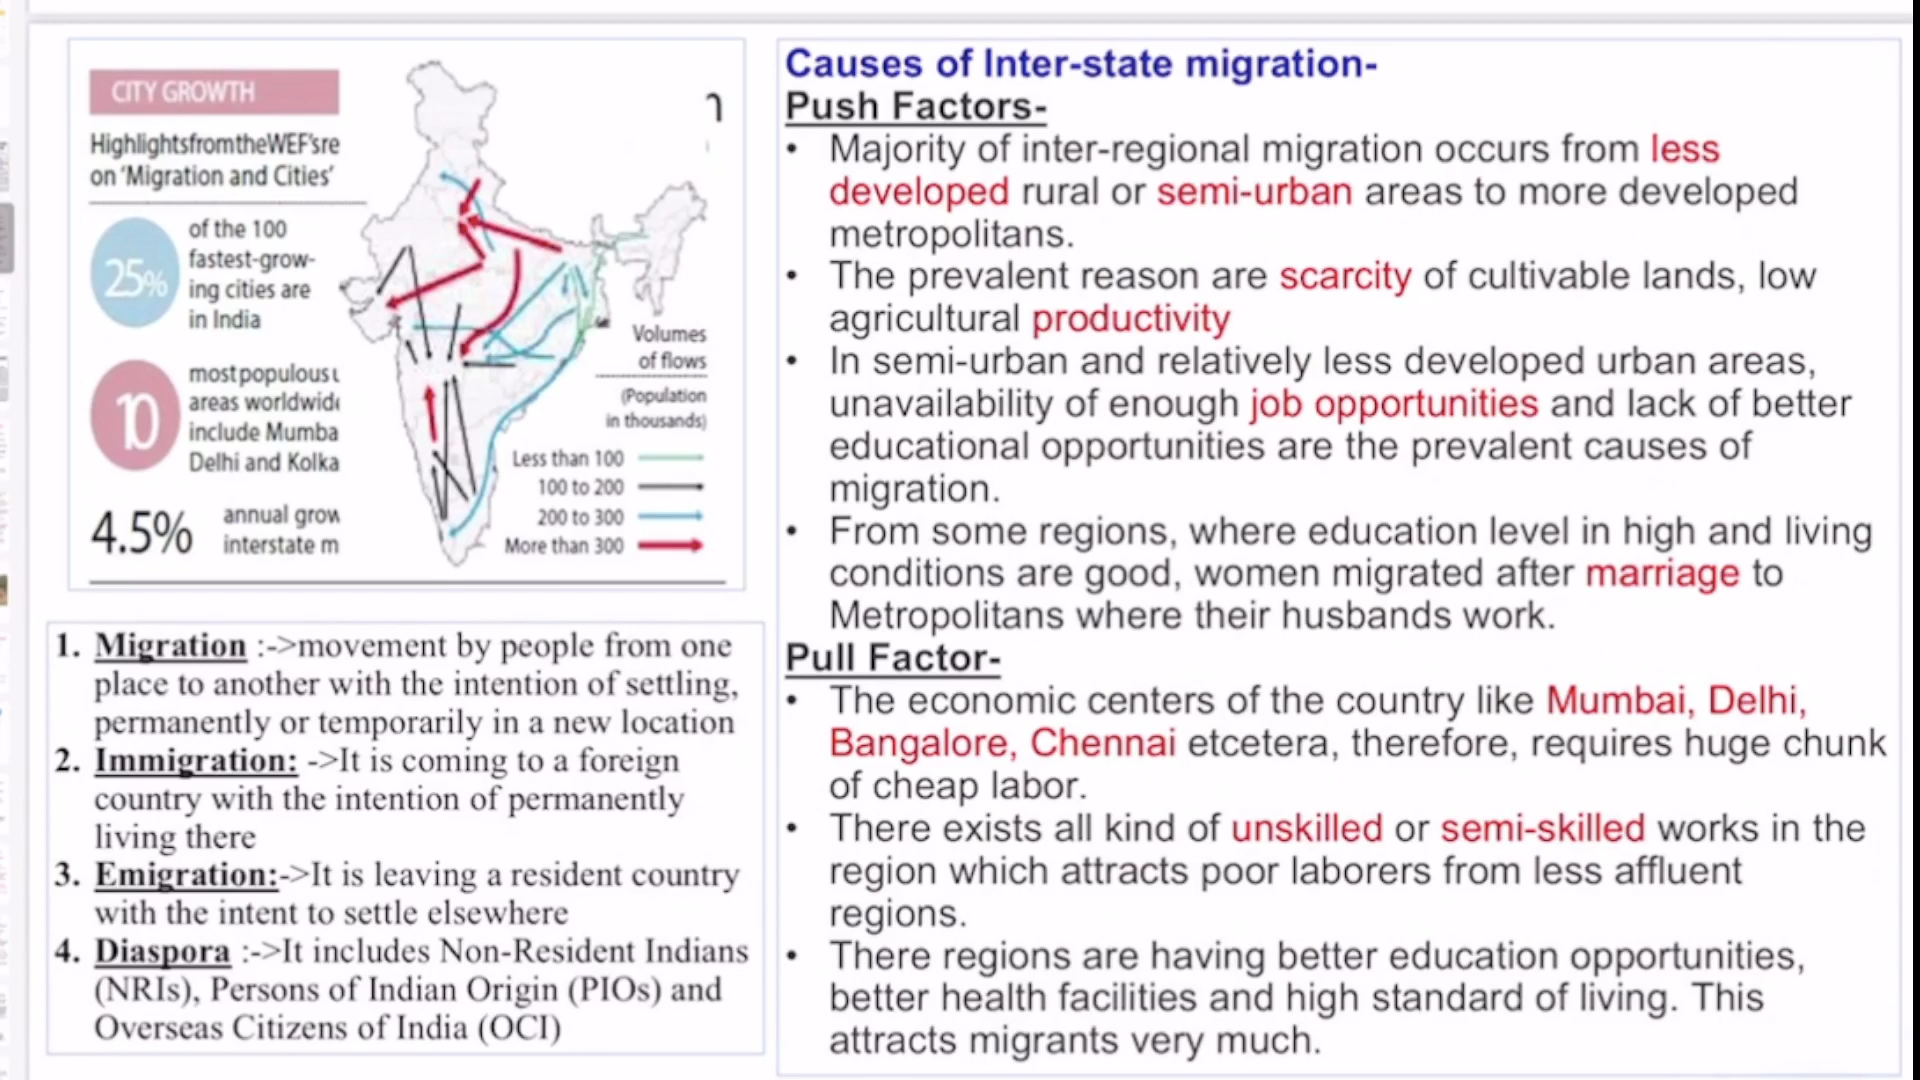 CITY GROWTH
HighlightsfromtheWEF'sre
on 'Migration and Cities'
25%
of the 100
fastest-grow-
ing cities are
in India
10
most populous u
areas worldwide
include Mumba
Delhi and Kolka
4.5%
annual grow
interstate m
Volumes
of flows
(Population
in thousands)
Less than 100
100 to 200
200 to 300
More than 300
1. Migration :->movement by people from one
place to another with the intention of settling,
permanently or temporarily in a new location
2. Immigration: ->It is coming to a foreign
country with the intention of permanently
living there
3. Emigration:->It is leaving a resident country
with the intent to settle elsewhere
4. Diaspora :->It includes Non-Resident Indians
(NRIs), Persons of Indian Origin (PIOs) and
Overseas Citizens of India (OCI)
Causes of Inter-state migration-
Push Factors-
• Majority of inter-regional migration occurs from less
developed rural or semi-urban areas to more developed
metropolitans.
• The prevalent reason are scarcity of cultivable lands, low
agricultural productivity
• In semi-urban and relatively less developed urban areas,
unavailability of enough job opportunities and lack of better
educational opportunities are the prevalent causes of
migration.
• From some regions, where education level in high and living
conditions are good, women migrated after marriage to
Metropolitans where their husbands work.
Pull Factor-
• The economic centers of the country like Mumbai, Delhi,
Bangalore, Chennai etcetera, therefore, requires huge chunk
of cheap labor.
• There exists all kind of unskilled or semi-skilled works in the
region which attracts poor laborers from less affluent
regions.
• There regions are having better education opportunities,
better health facilities and high standard of living. This
attracts migrants very much.